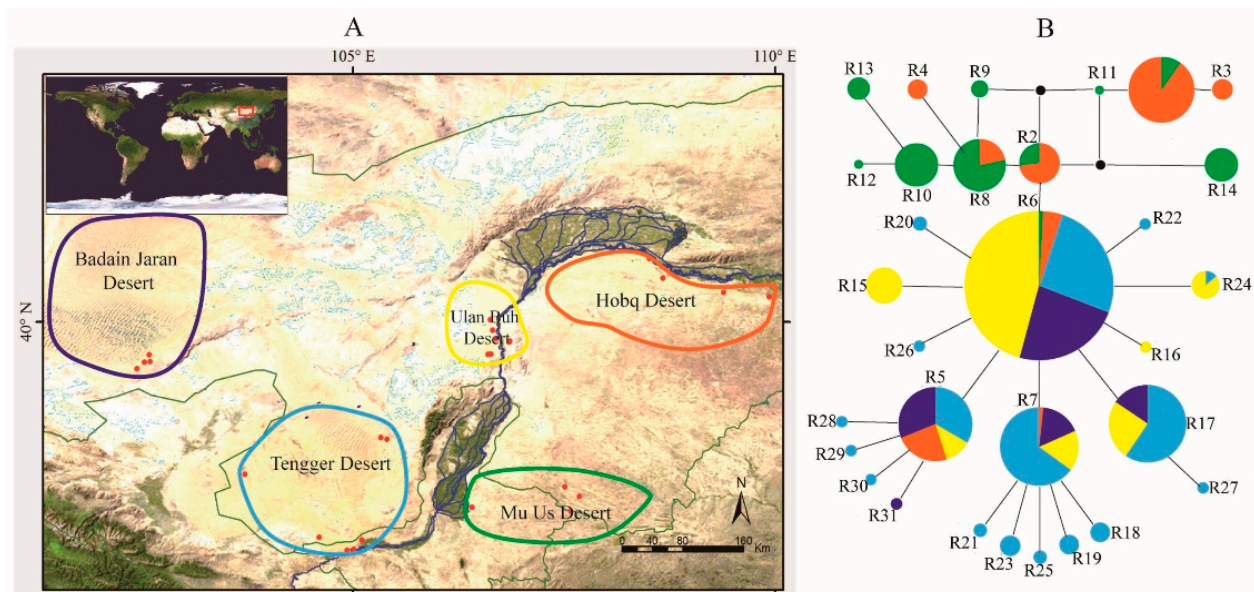 A
B
105° E
110° E
40° N
Badain Jaran
Desert
Ulan Buh
Desert
Hobq Desert
Tengger Desert
Mu Us Desert
N
0 40 80 160
Km
R13
R4
R9
R11
R3
R2
R12
R10
R8
R14
R6
R20
R22
R15
R24
R26
R16
R5
R7
R17
R28
R29
R30
R31
R27
R21
R23
R25
R19
R18